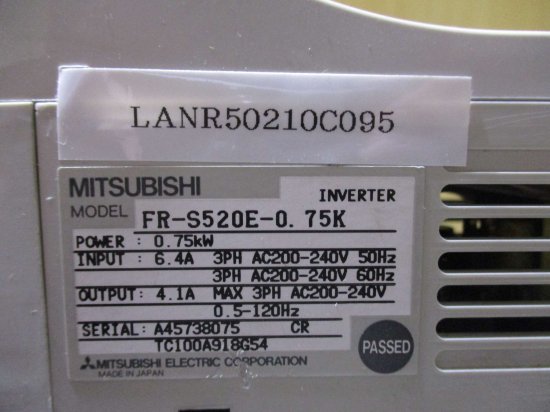 LANR50210C095
MITSUBISHI INVERTER
MODEL FR-S520E-0.75K
POWER : 0.75kW
INPUT : 6.4A 3PH AC200-240V 50Hz
3PH AC200-240V 60Hz
OUTPUT: 4.1A MAX 3PH AC200-240V
0.5-120Hz
SERIAL: A45738075 CR
TC100A918G54
PASSED
MITSUBISHI ELECTRIC CORPORATION
MADE IN JAPAN